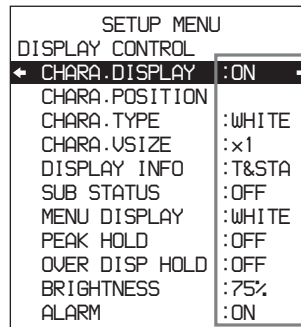 SETUP MENU
DISPLAY CONTROL
← CHARA.DISPLAY :ON
CHARA.POSITION
CHARA.TYPE :WHITE
CHARA.VSIZE :x1
DISPLAY INFO :T&STA
SUB STATUS :OFF
MENU DISPLAY :WHITE
PEAK HOLD :OFF
OVER DISP HOLD :OFF
BRIGHTNESS :75%
ALARM :ON